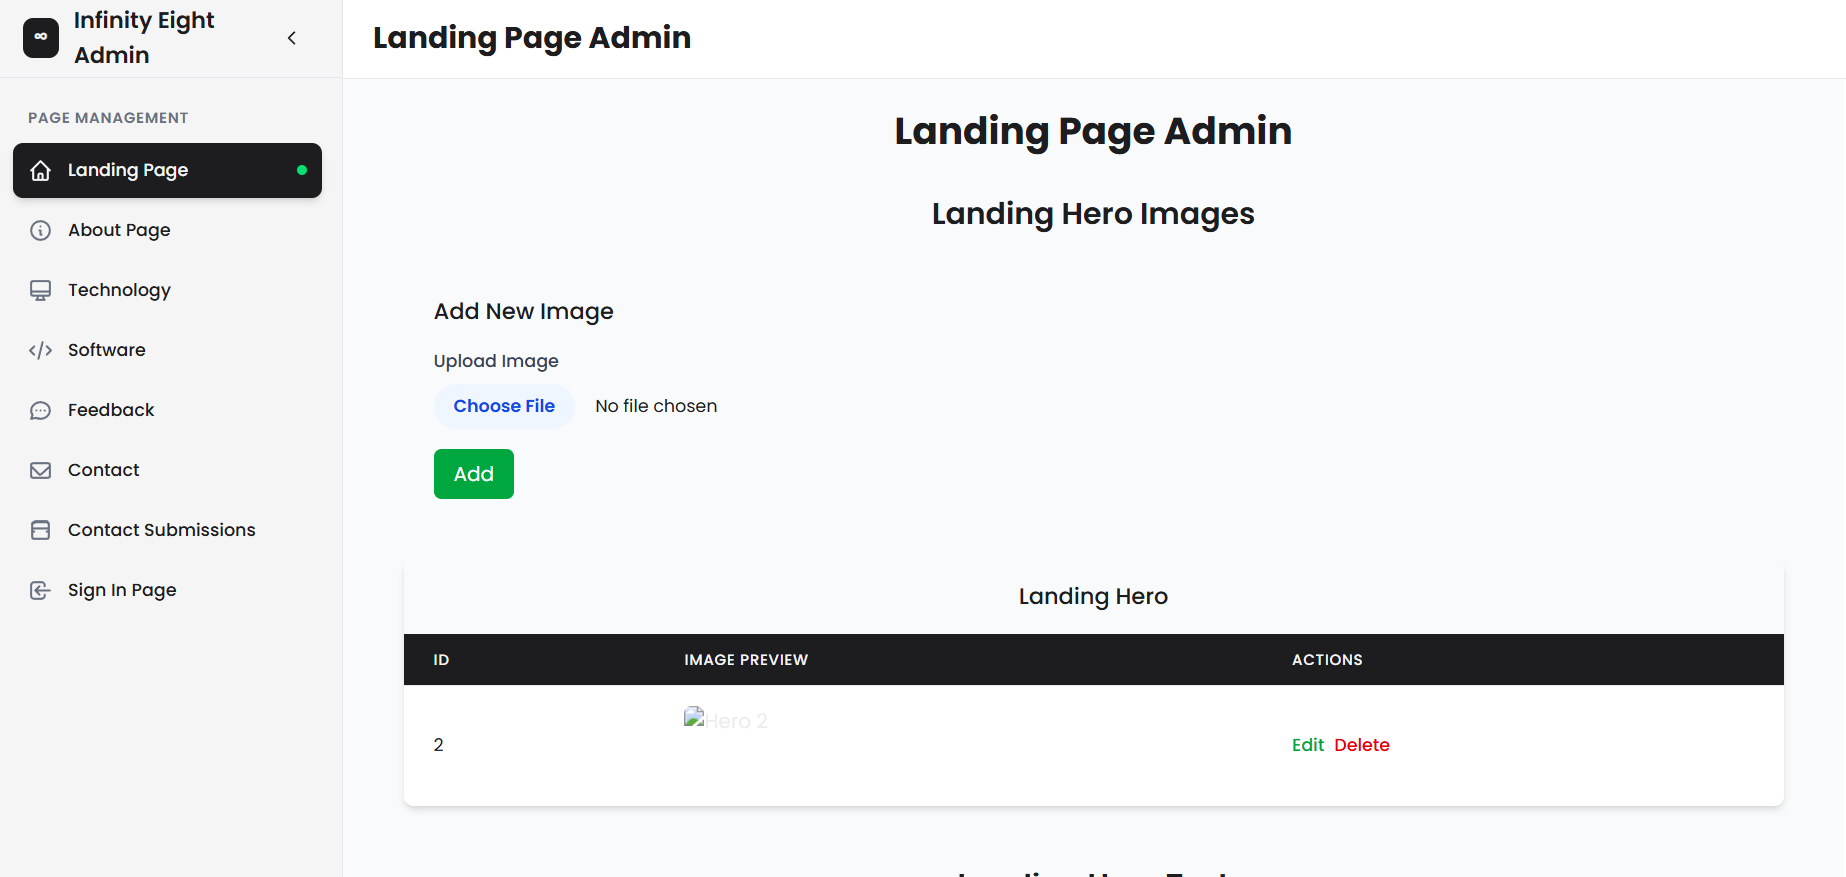 ∞
Infinity Eight
Admin
Landing Page Admin
PAGE MANAGEMENT
Landing Page
About Page
Technology
Software
Feedback
Contact
Contact Submissions
Sign In Page
Landing Page Admin
Landing Hero Images
Add New Image
Upload Image
Choose File No file chosen
Add
Landing Hero
ID IMAGE PREVIEW ACTIONS
2 Hero 2 Edit Delete